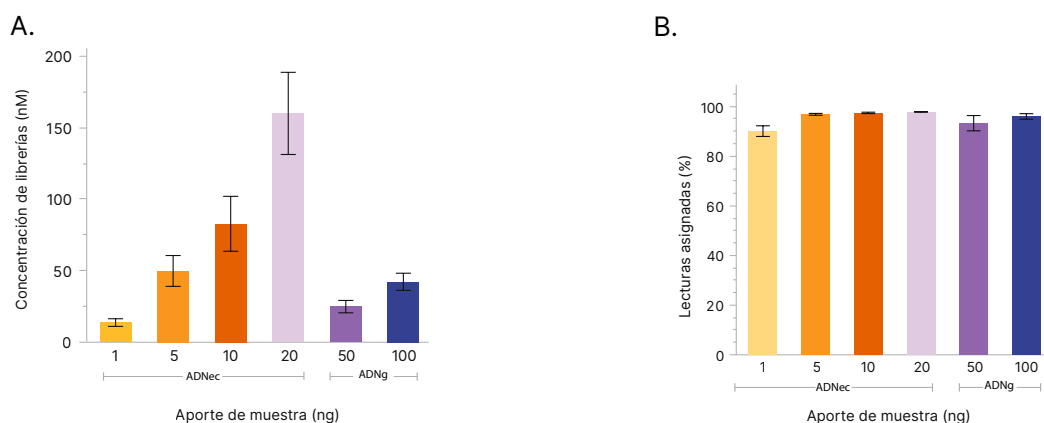 A.
Concentración de librerías (nM)
200
150
100
50
0
1 5 10 20 50 100
ADNec ADNg
Aporte de muestra (ng)
B.
Lecturas asignadas (%)
100
80
60
40
20
0
1 5 10 20 50 100
ADNec ADNg
Aporte de muestra (ng)